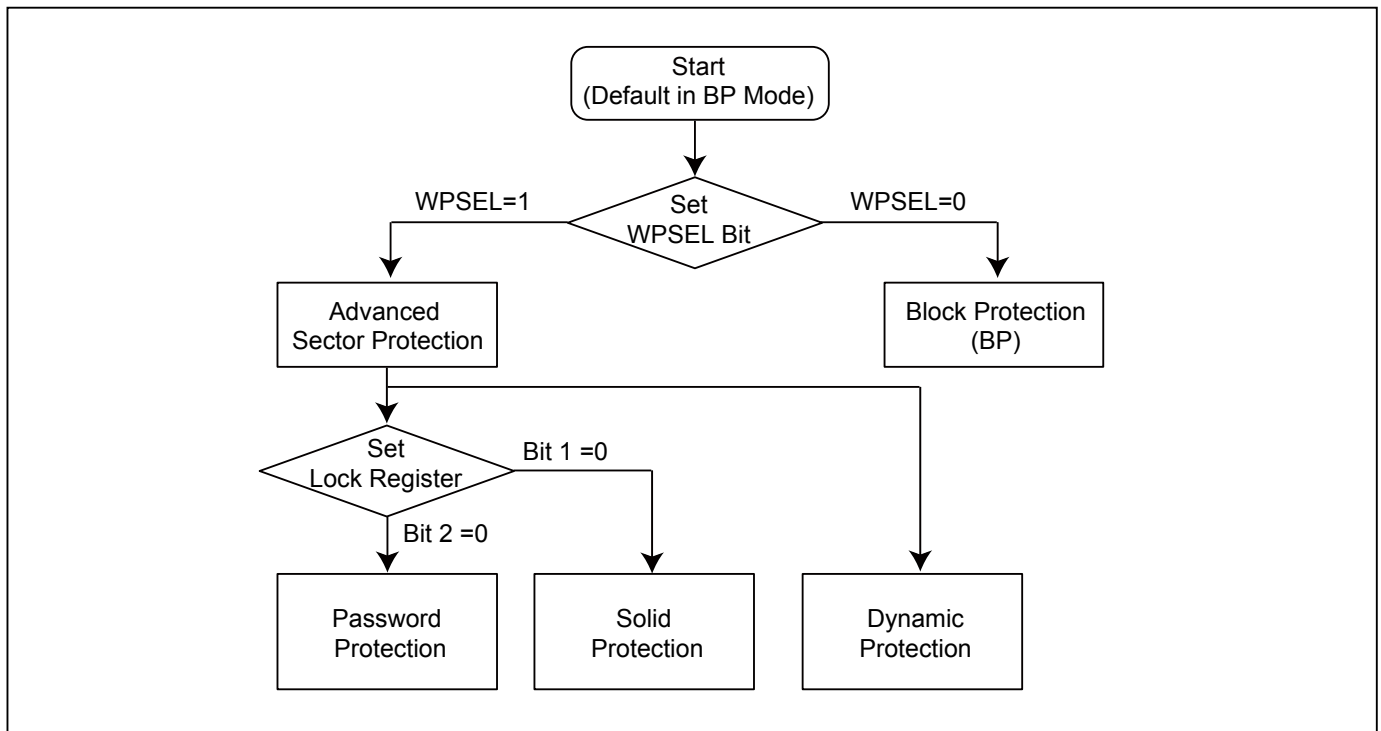 Start
(Default in BP Mode)
WPSEL=1
Set
WPSEL Bit
WPSEL=0
Advanced
Sector Protection
Block Protection
(BP)
Set
Lock Register
Bit 1 =0
Bit 2 =0
Password
Protection
Solid
Protection
Dynamic
Protection